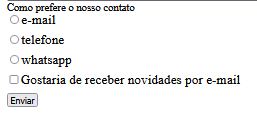 Como prefere o nosso contato
e-mail
telefone
whatsapp
Gostaria de receber novidades por e-mail
Enviar